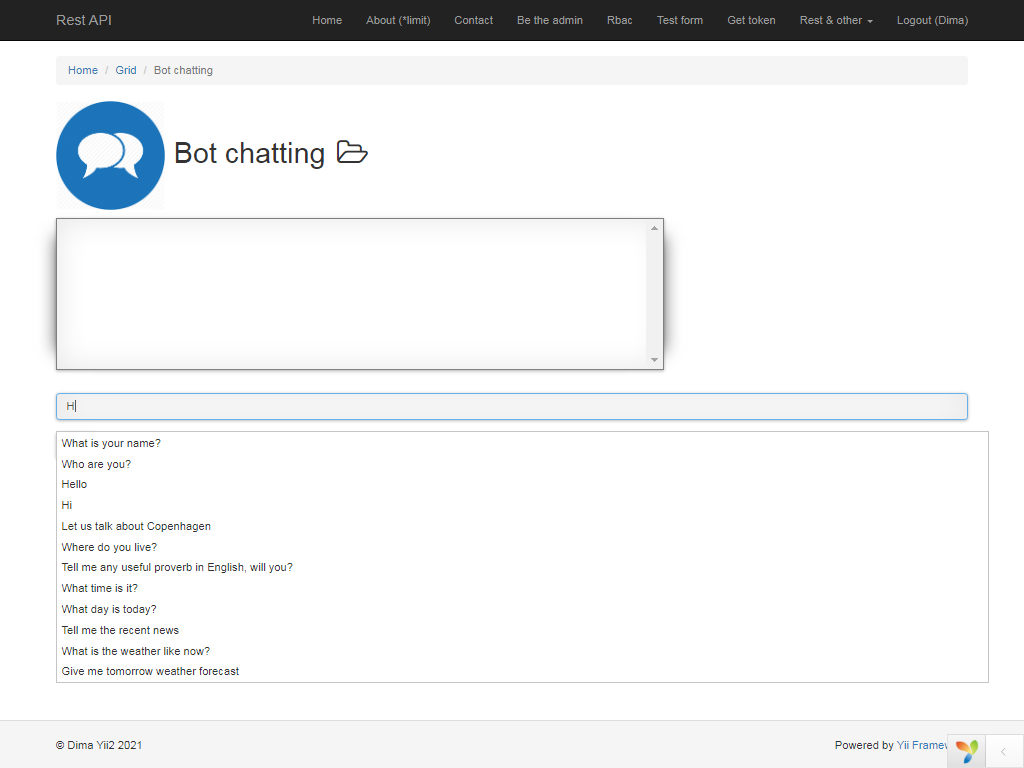 Rest API Home About (*limit) Contact Be the admin Rbac Test form Get token Rest & other Logout (Dima)
Home / Grid / Bot chatting
Bot chatting
H
What is your name?
Who are you?
Hello
Hi
Let us talk about Copenhagen
Where do you live?
Tell me any useful proverb in English, will you?
What time is it?
What day is today?
Tell me the recent news
What is the weather like now?
Give me tomorrow weather forecast
© Dima Yii2 2021 Powered by Yii